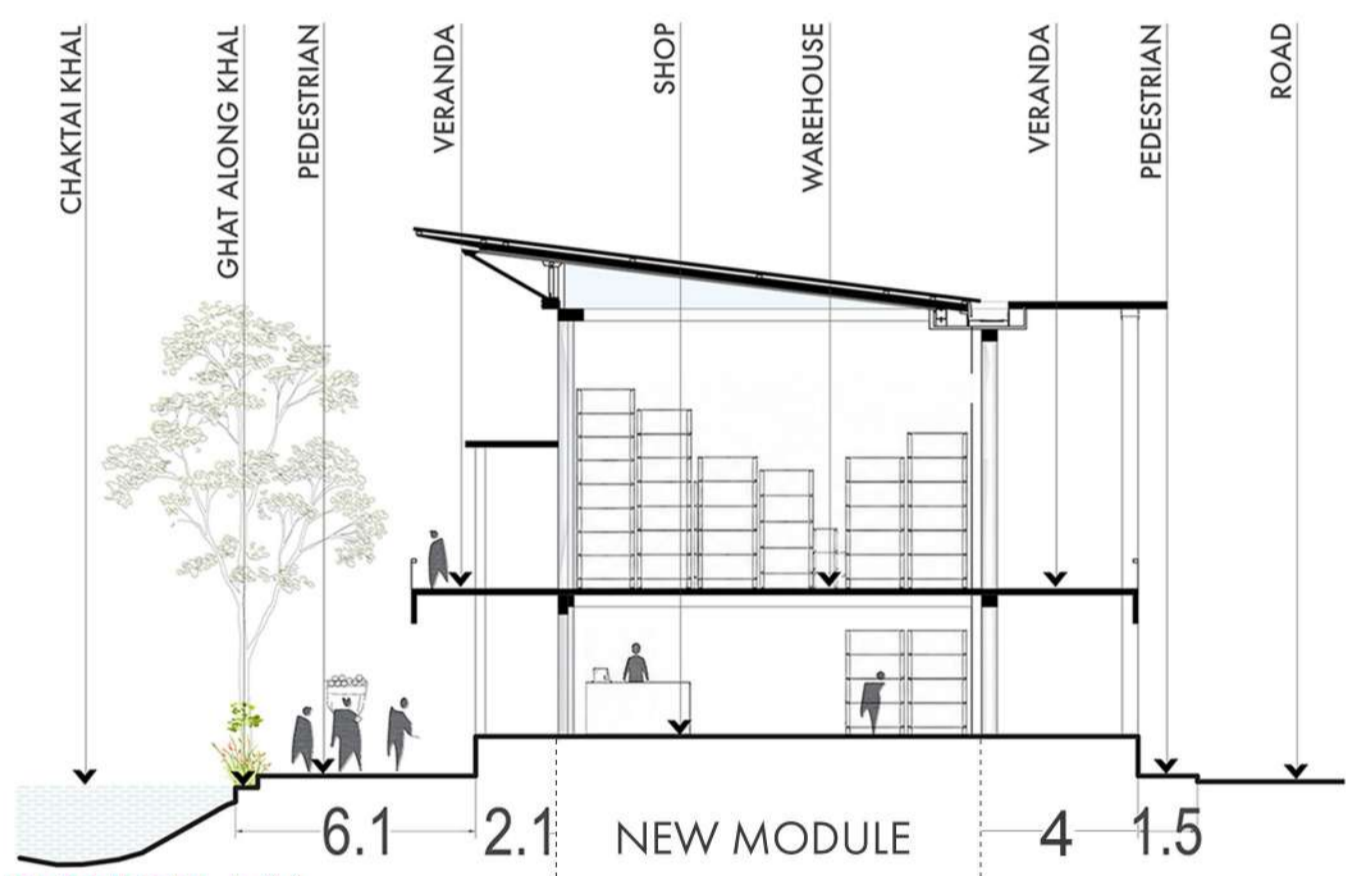 CHAKTAI KHAL
GHAT ALONG KHAL
PEDESTRIAN
VERANDA
SHOP
WAREHOUSE
VERANDA
PEDESTRIAN
ROAD
6.1
2.1
NEW MODULE
4
1.5